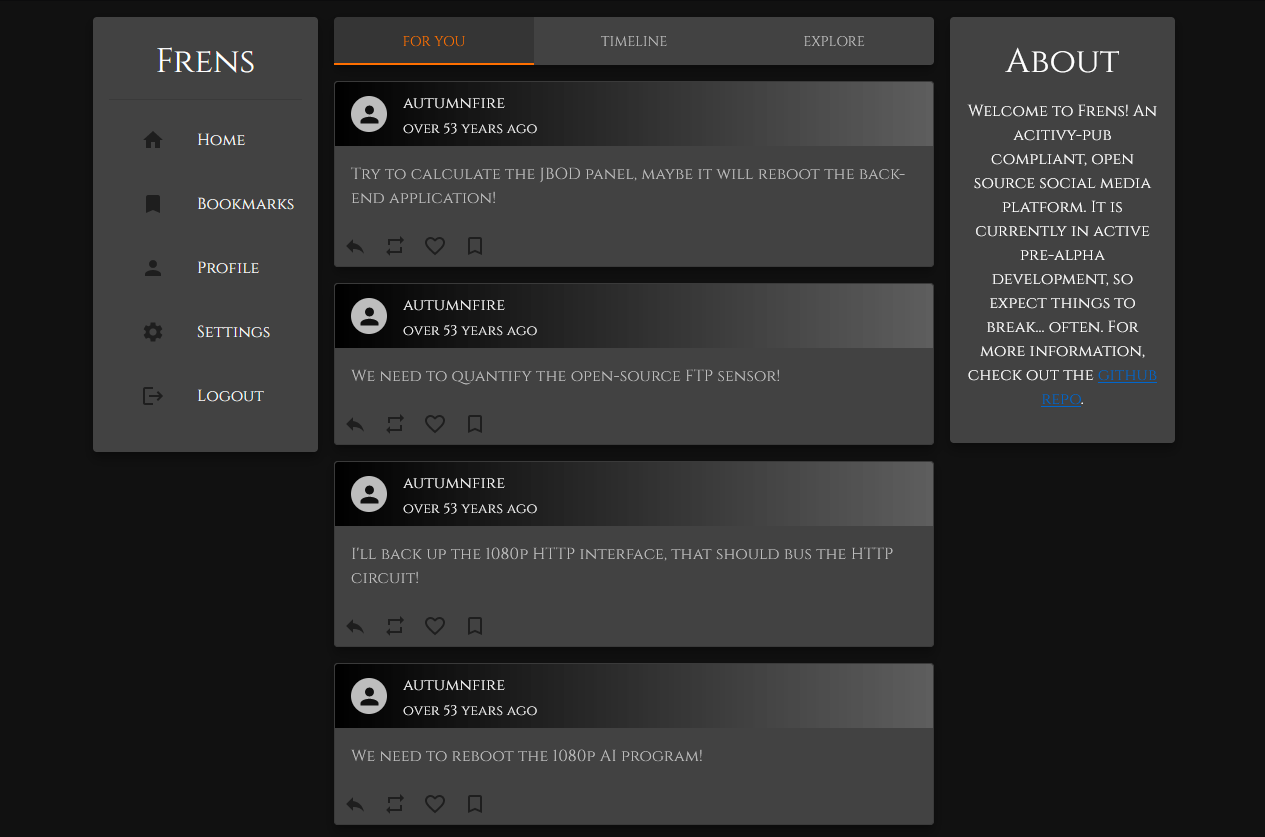 Frens
Home
Bookmarks
Profile
Settings
Logout
FOR YOU
TIMELINE
EXPLORE
autumnfire
over 53 years ago
Try to calculate the JBOD panel, maybe it will reboot the back-
end application!
autumnfire
over 53 years ago
We need to quantify the open-source FTP sensor!
autumnfire
over 53 years ago
I'll back up the 1080p HTTP interface, that should bus the HTTP
circuit!
autumnfire
over 53 years ago
We need to reboot the 1080p AI program!
About
Welcome to Frens! An
acitivy-pub
compliant, open
source social media
platform. It is
currently in active
pre-alpha
development, so
expect things to
break... often. For
more information,
check out the github
repo.